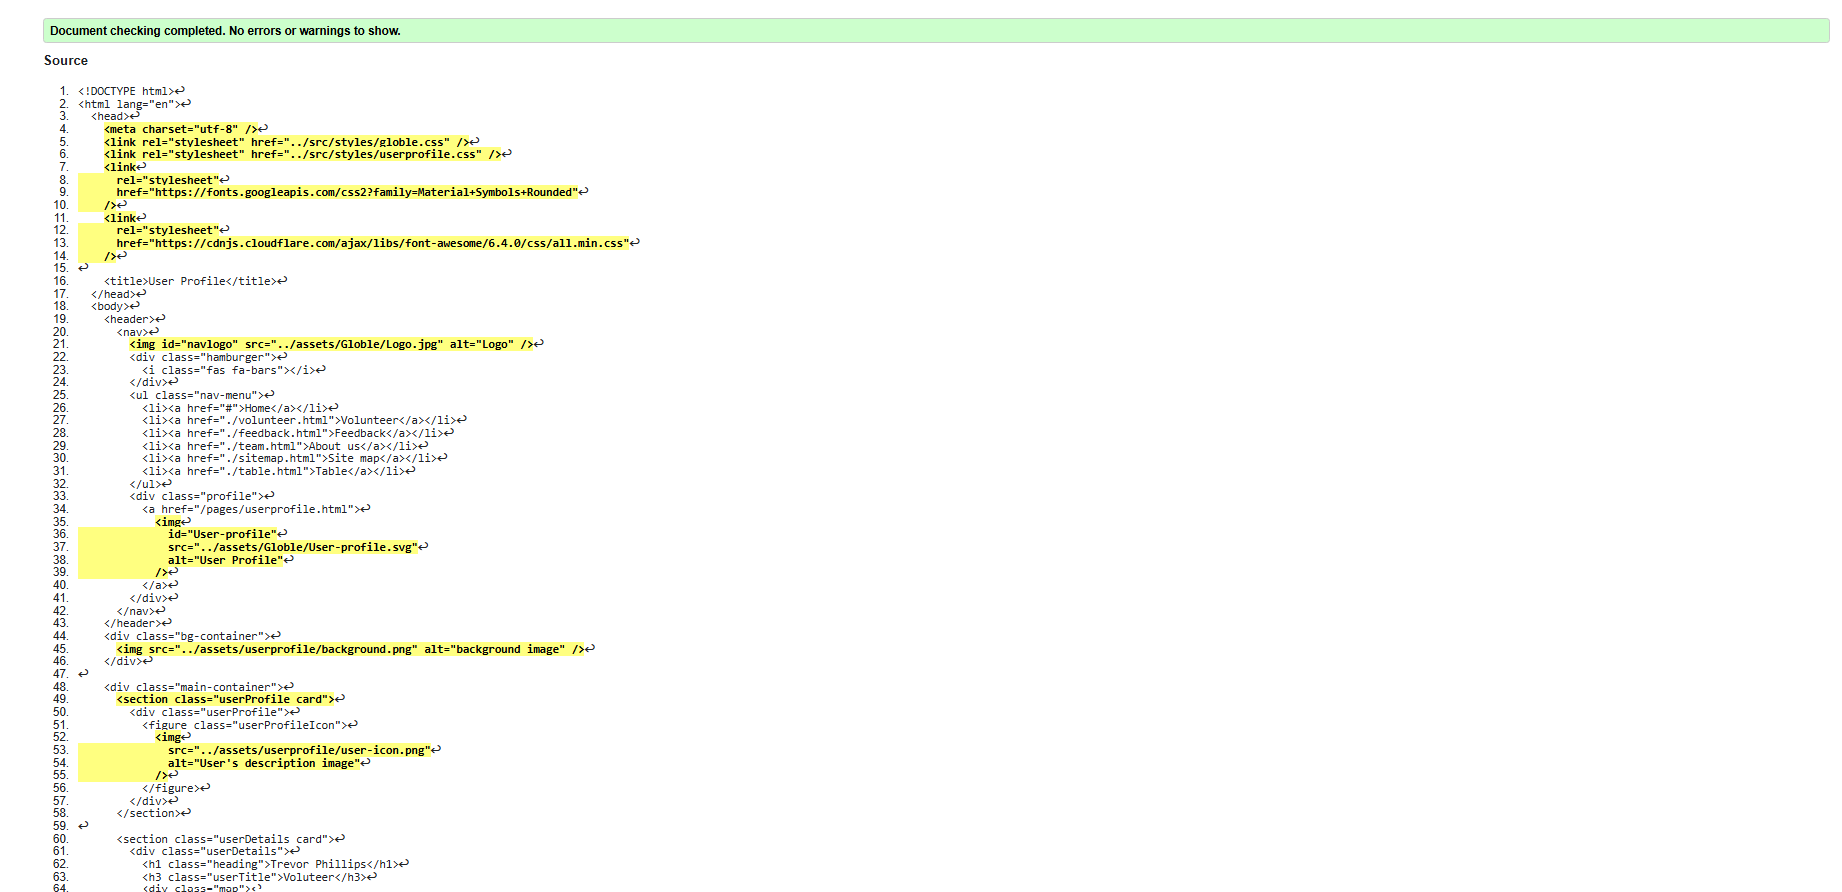 Document checking completed. No errors or warnings to show.
Source
1. <!DOCTYPE html>↩
2. <html lang="en">↩
3. <head>↩
4. <meta charset="utf-8" />↩
5. <link rel="stylesheet" href="../src/styles/globle.css" />↩
6. <link rel="stylesheet" href="../src/styles/userprofile.css" />↩
7. <link↩
8. rel="stylesheet"↩
9. href="https://fonts.googleapis.com/css2?family=Material+Symbols+Rounded"↩
10. />↩
11. <link↩
12. rel="stylesheet"↩
13. href="https://cdnjs.cloudflare.com/ajax/libs/font-awesome/6.4.0/css/all.min.css"↩
14. />↩
15. ↩
16. <title>User Profile</title>↩
17. </head>↩
18. <body>↩
19. <header>↩
20. <nav>↩
21. <img id="navlogo" src="../assets/Globle/Logo.jpg" alt="Logo" />↩
22. <div class="hamburger">↩
23. <i class="fas fa-bars"></i>↩
24. </div>↩
25. <ul class="nav-menu">↩
26. <li><a href="#">Home</a></li>↩
27. <li><a href="./volunteer.html">Volunteer</a></li>↩
28. <li><a href="./feedback.html">Feedback</a></li>↩
29. <li><a href="./team.html">About us</a></li>↩
30. <li><a href="./sitemap.html">Site map</a></li>↩
31. <li><a href="./table.html">Table</a></li>↩
32. </ul>↩
33. <div class="profile">↩
34. <a href="/pages/userprofile.html">↩
35. <img↩
36. id="User-profile"↩
37. src="../assets/Globle/User-profile.svg"↩
38. alt="User Profile"↩
39. />↩
40. </a>↩
41. </div>↩
42. </nav>↩
43. </header>↩
44. <div class="bg-container">↩
45. <img src="../assets/userprofile/background.png" alt="background image" />↩
46. </div>↩
47. ↩
48. <div class="main-container">↩
49. <section class="userProfile card">↩
50. <div class="userProfile">↩
51. <figure class="userProfileIcon">↩
52. <img↩
53. src="../assets/userprofile/user-icon.png"↩
54. alt="User's description image"↩
55. />↩
56. </figure>↩
57. </div>↩
58. </section>↩
59. ↩
60. <section class="userDetails card">↩
61. <div class="userDetails">↩
62. <h1 class="heading">Trevor Phillips</h1>↩
63. <h3 class="userTitle">Voluteer</h3>↩
64. <div class="map">↩